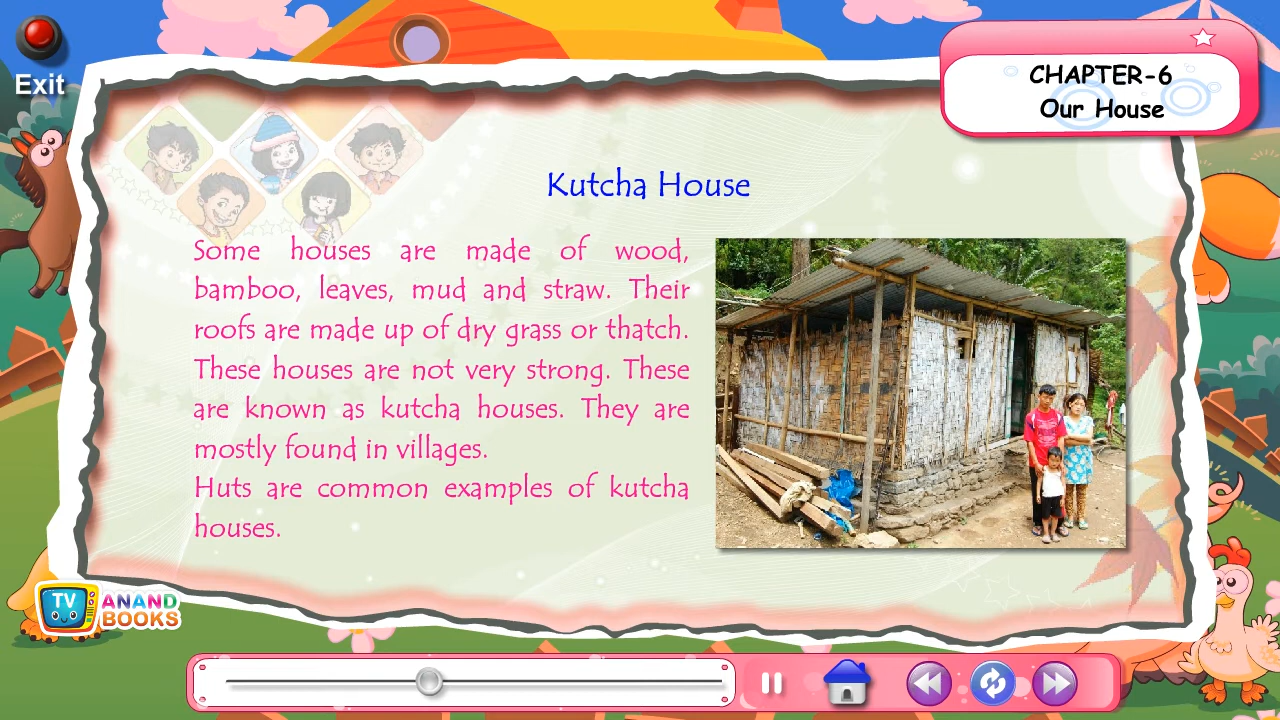 Exit
CHAPTER-6
Our House
Kutcha House
Some houses are made of wood,
bamboo, leaves, mud and straw. Their
roofs are made up of dry grass or thatch.
These houses are not very strong. These
are known as kutcha houses. They are
mostly found in villages.
Huts are common examples of kutcha
houses.
TV
ANAND
BOOKS